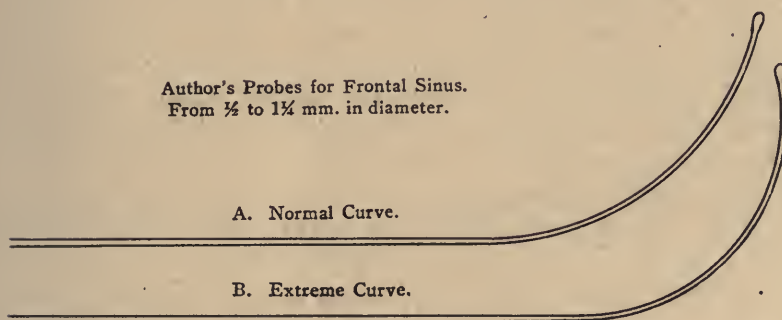 Author's Probes for Frontal Sinus.
From ½ to 1¼ mm. in diameter.
A. Normal Curve.
B. Extreme Curve.